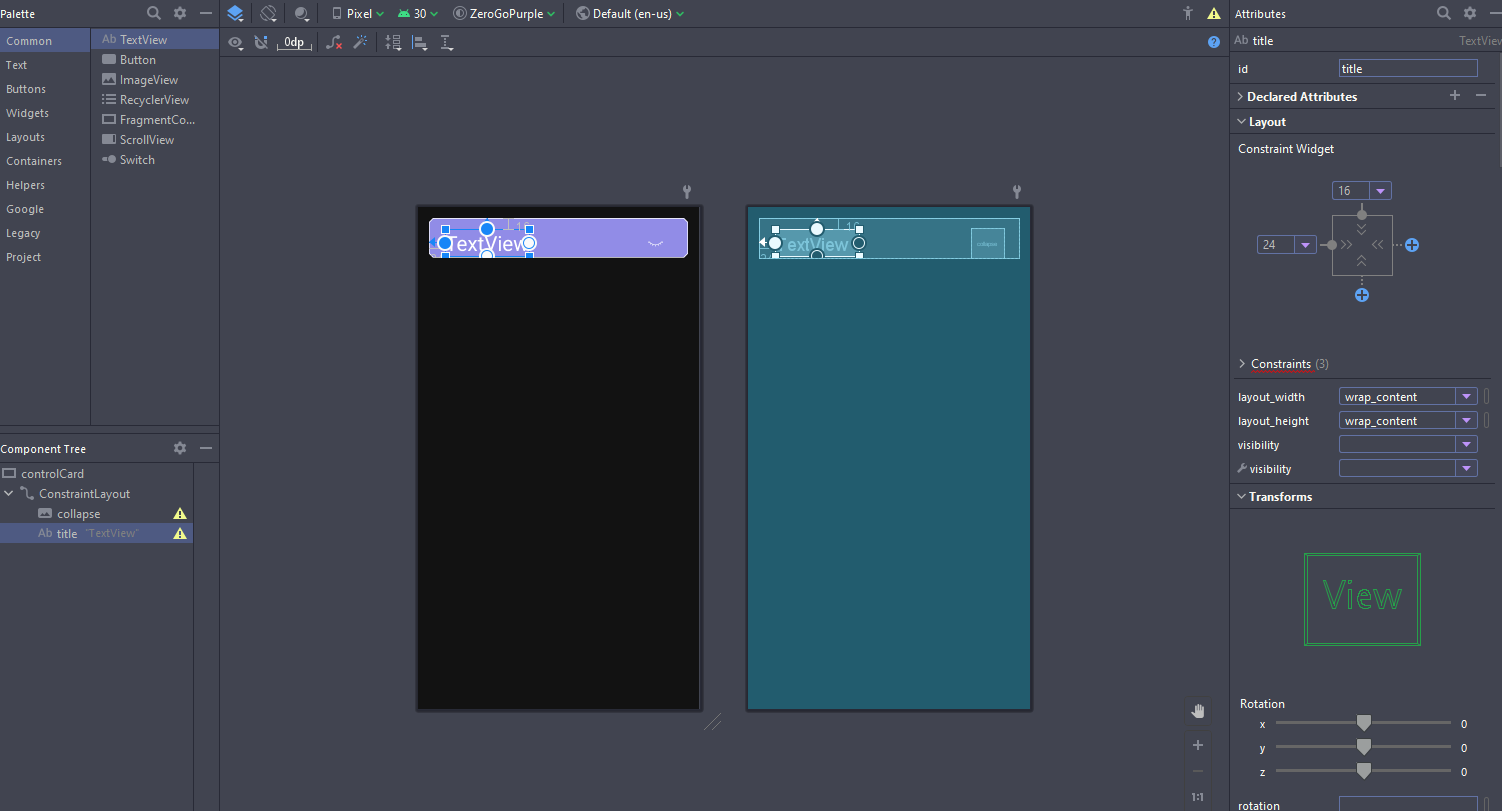 Palette
Pixel
30
ZeroGoPurple
Default (en-us)
Attributes
Common
Text
Buttons
Widgets
Layouts
Containers
Helpers
Google
Legacy
Project
Ab TextView
Button
ImageView
RecyclerView
FragmentCo...
ScrollView
Switch
0dp
?
Ab title
TextView
id
title
Declared Attributes
Layout
Constraint Widget
16
24
Constraints (3)
layout_width
wrap_content
layout_height
wrap_content
visibility
visibility
Transforms
View
Rotation
x
0
y
0
z
0
rotation
TextView
TextView
collapse
Component Tree
controlCard
ConstraintLayout
collapse
Ab title "TextView"
1:1